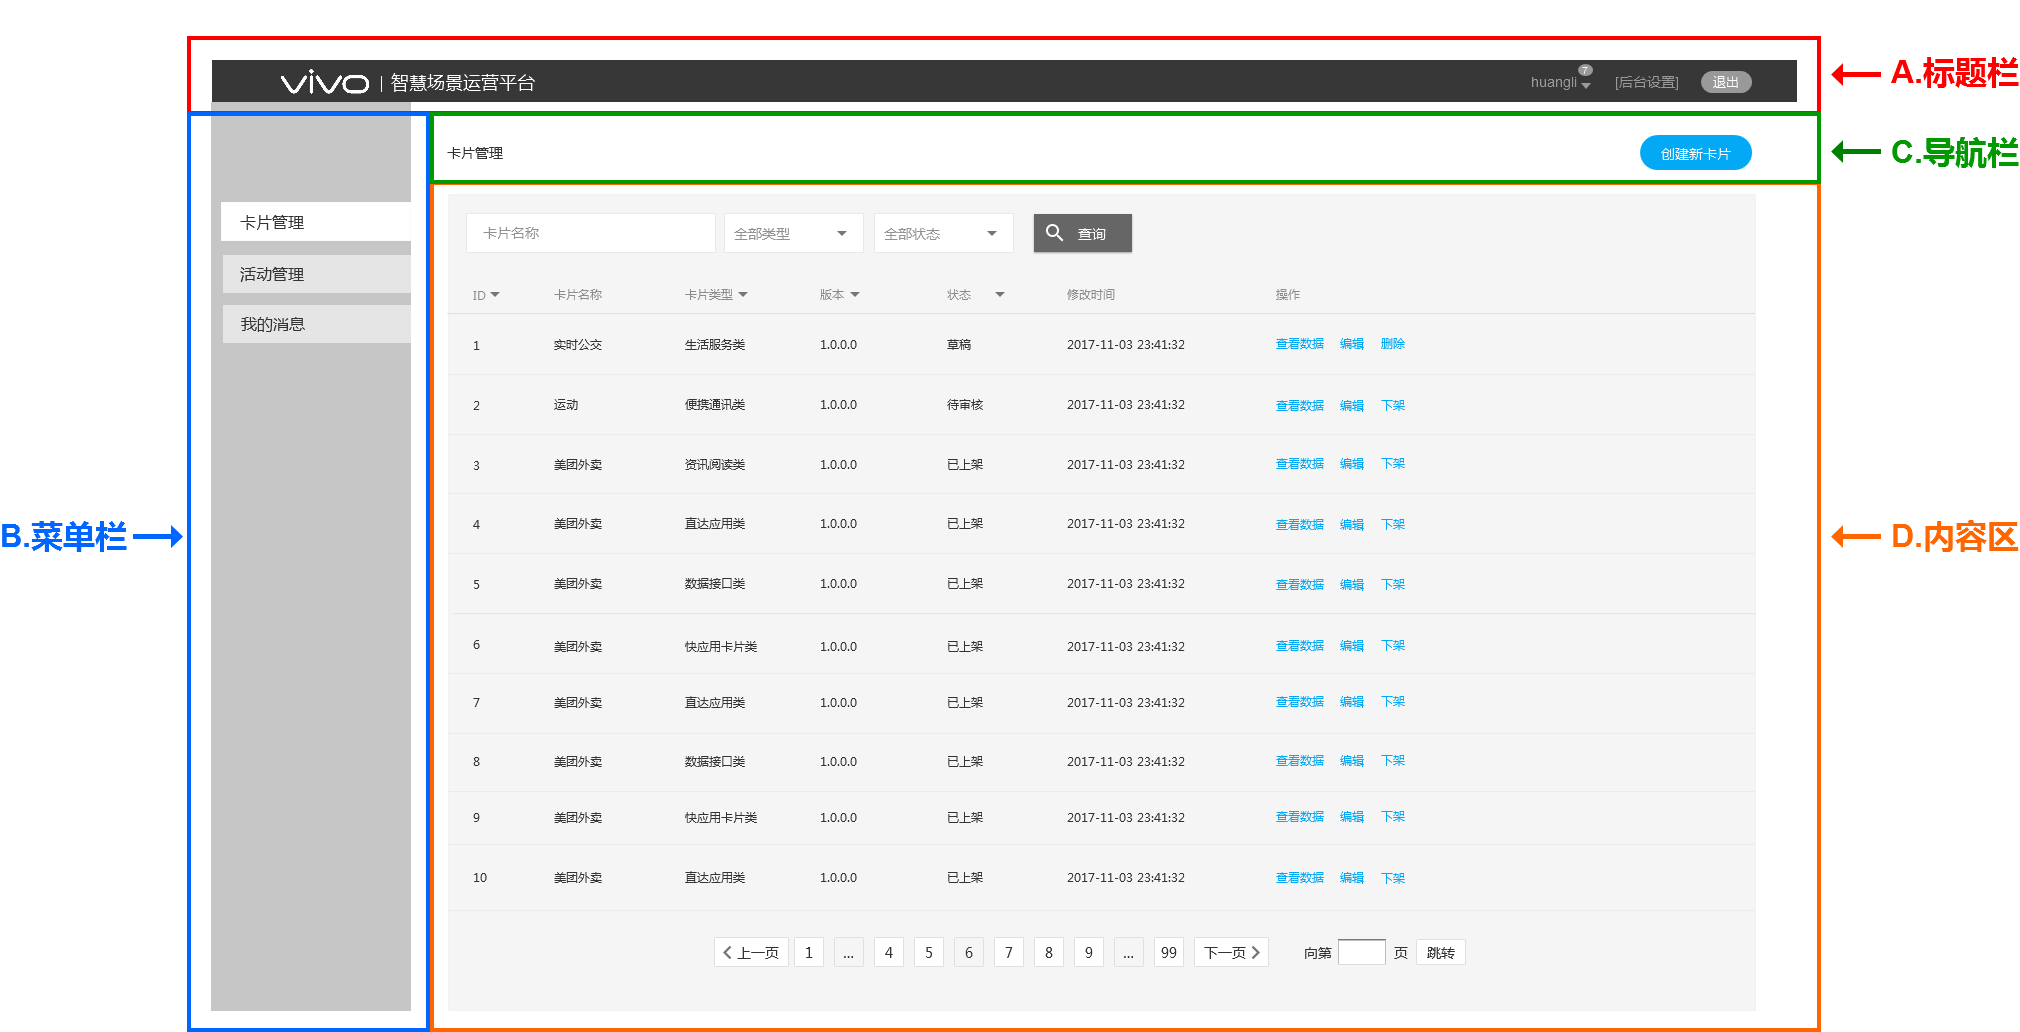 vivo 智慧场景运营平台 huangli 7 [后台设置] 退出
A.标题栏
卡片管理 创建新卡片
C.导航栏
B.菜单栏
卡片管理
活动管理
我的消息
D.内容区
卡片名称 全部类型 全部状态 查询
ID 卡片名称 卡片类型 版本 状态 修改时间 操作
1 实时公交 生活服务类 1.0.0.0 草稿 2017-11-03 23:41:32 查看数据 编辑 删除
2 运动 便携通讯类 1.0.0.0 待审核 2017-11-03 23:41:32 查看数据 编辑 下架
3 美团外卖 资讯阅读类 1.0.0.0 已上架 2017-11-03 23:41:32 查看数据 编辑 下架
4 美团外卖 直达应用类 1.0.0.0 已上架 2017-11-03 23:41:32 查看数据 编辑 下架
5 美团外卖 数据接口类 1.0.0.0 已上架 2017-11-03 23:41:32 查看数据 编辑 下架
6 美团外卖 快应用卡片类 1.0.0.0 已上架 2017-11-03 23:41:32 查看数据 编辑 下架
7 美团外卖 直达应用类 1.0.0.0 已上架 2017-11-03 23:41:32 查看数据 编辑 下架
8 美团外卖 数据接口类 1.0.0.0 已上架 2017-11-03 23:41:32 查看数据 编辑 下架
9 美团外卖 快应用卡片类 1.0.0.0 已上架 2017-11-03 23:41:32 查看数据 编辑 下架
10 美团外卖 直达应用类 1.0.0.0 已上架 2017-11-03 23:41:32 查看数据 编辑 下架
上一页 1 ... 4 5 6 7 8 9 ... 99 下一页 向第 页 跳转